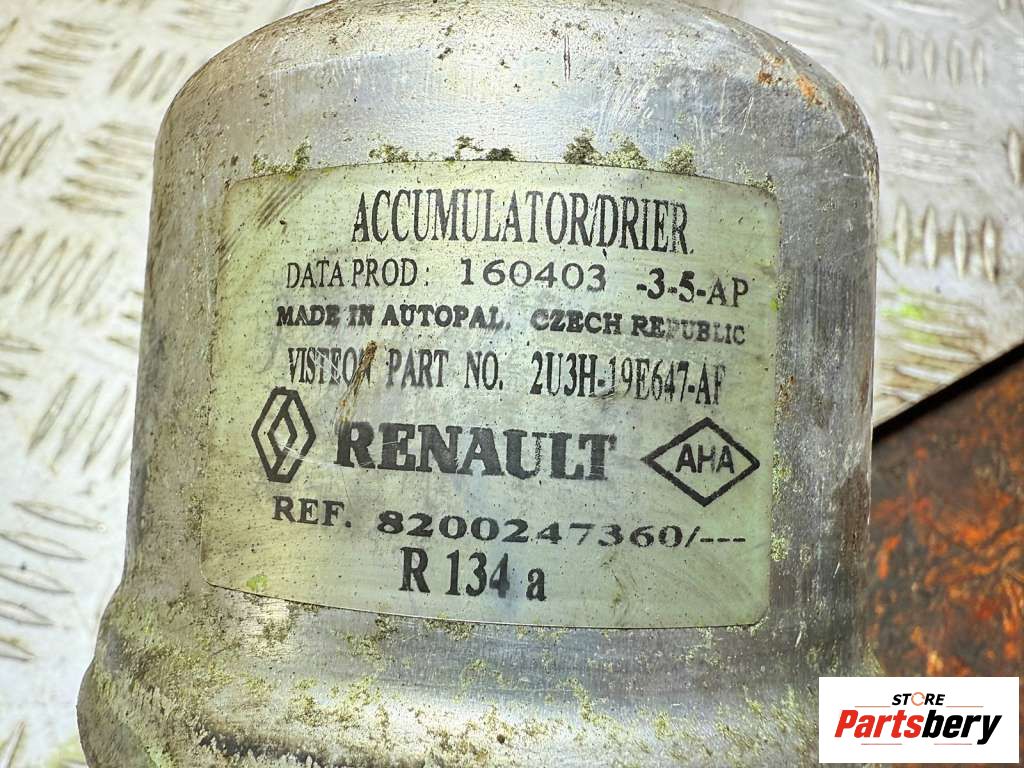 ACCUMULATOR/DRIER
DATA PROD: 160403 -3-5-AP
MADE IN AUTOPAL. CZECH REPUBLIC
VISTEON PART NO. 2U3H-19E647-AF
RENAULT AHA
REF. 8200247360/---
R 134 a
STORE
Partsbery